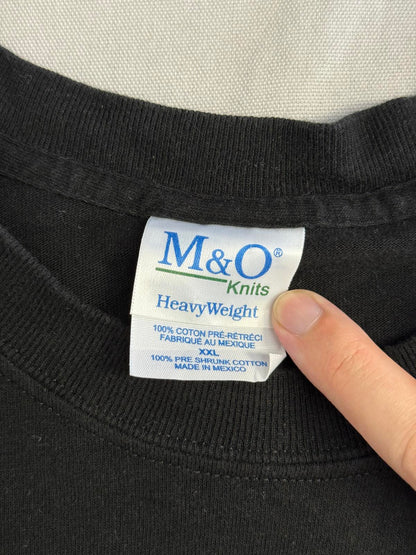 M&O®
Knits
HeavyWeight
100% COTON PRÉ-RÉTRÉCI
FABRIQUÉ AU MEXIQUE
XXL
100% PRE SHRUNK COTTON
MADE IN MEXICO